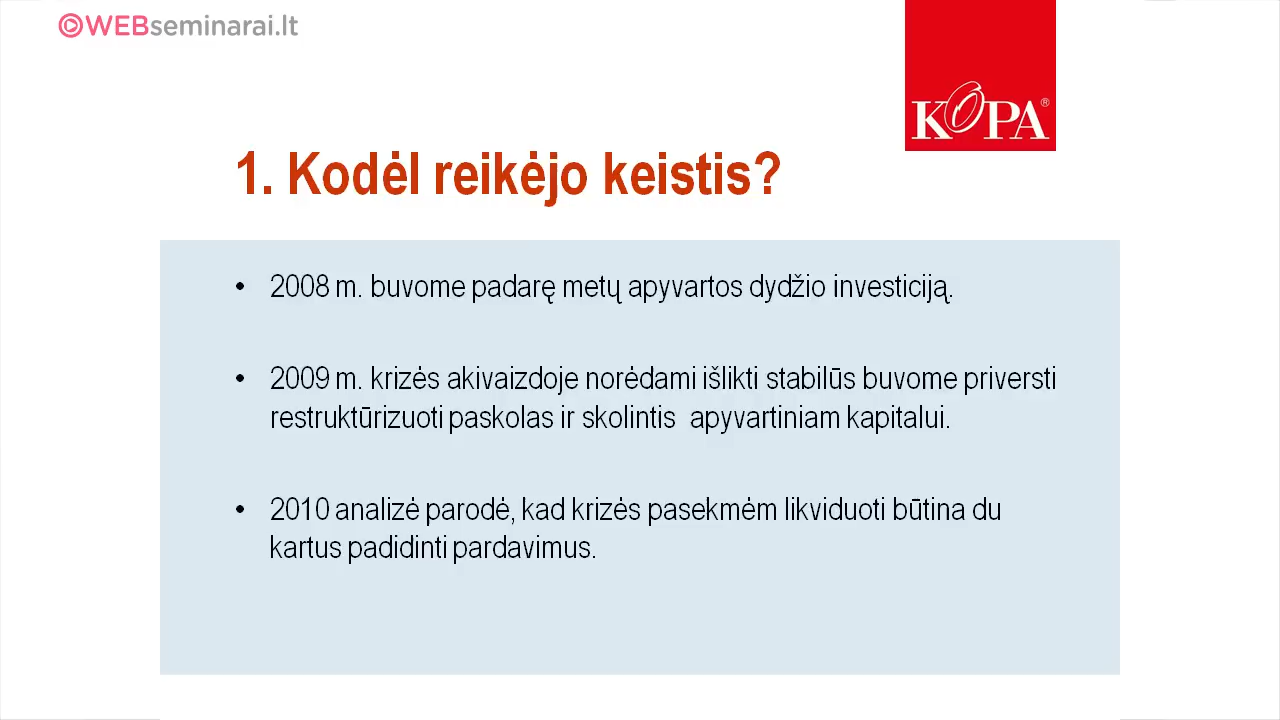 WEBseminarai.lt
KOPA®
1. Kodėl reikėjo keistis?
• 2008 m. buvome padarę metų apyvartos dydžio investiciją.
• 2009 m. krizės akivaizdoje norėdami išlikti stabilūs buvome priversti
restruktūrizuoti paskolas ir skolintis apyvartiniam kapitalui.
• 2010 analizė parodė, kad krizės pasekmėm likviduoti būtina du
kartus padidinti pardavimus.